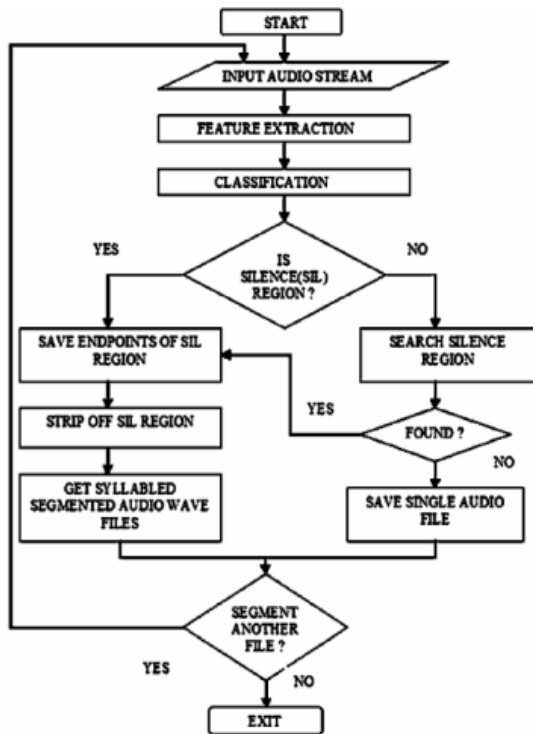 START
INPUT AUDIO STREAM
FEATURE EXTRACTION
CLASSIFICATION
YES
NO
IS
SILENCE(SIL)
REGION ?
SAVE ENDPOINTS OF SIL
REGION
SEARCH SILENCE
REGION
YES
STRIP OFF SIL REGION
FOUND ?
NO
GET SYLLABLED
SEGMENTED AUDIO WAVE
FILES
SAVE SINGLE AUDIO
FILE
SEGMENT
ANOTHER
FILE ?
YES
NO
EXIT